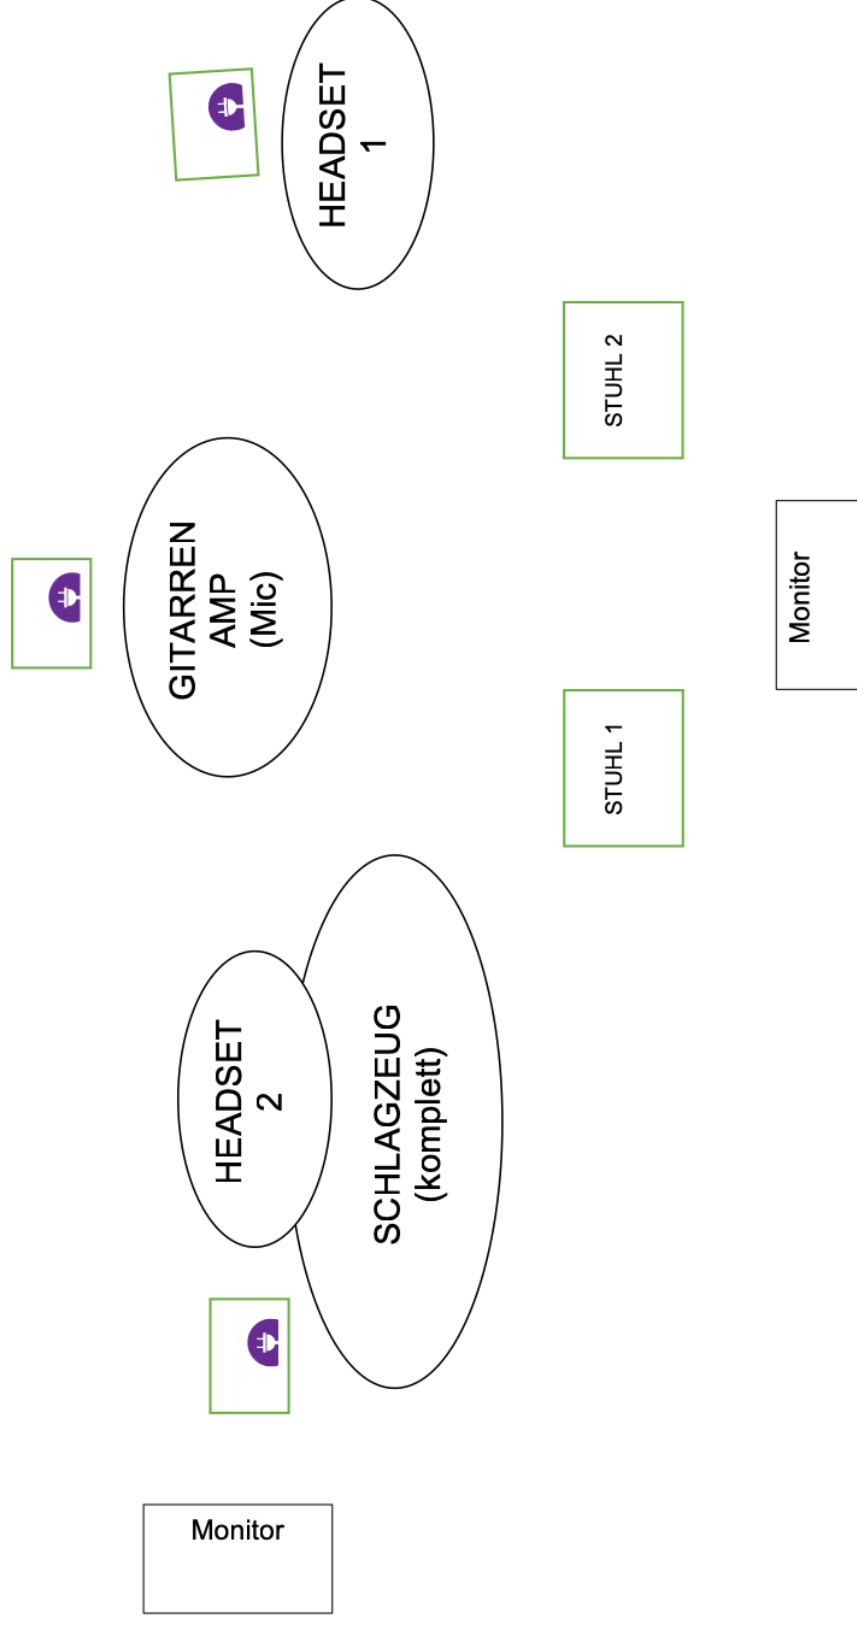 HEADSET
1
GITARREN
AMP
(Mic)
STUHL 2
STUHL 1
Monitor
HEADSET
2
SCHLAGZEUG
(komplett)
Monitor